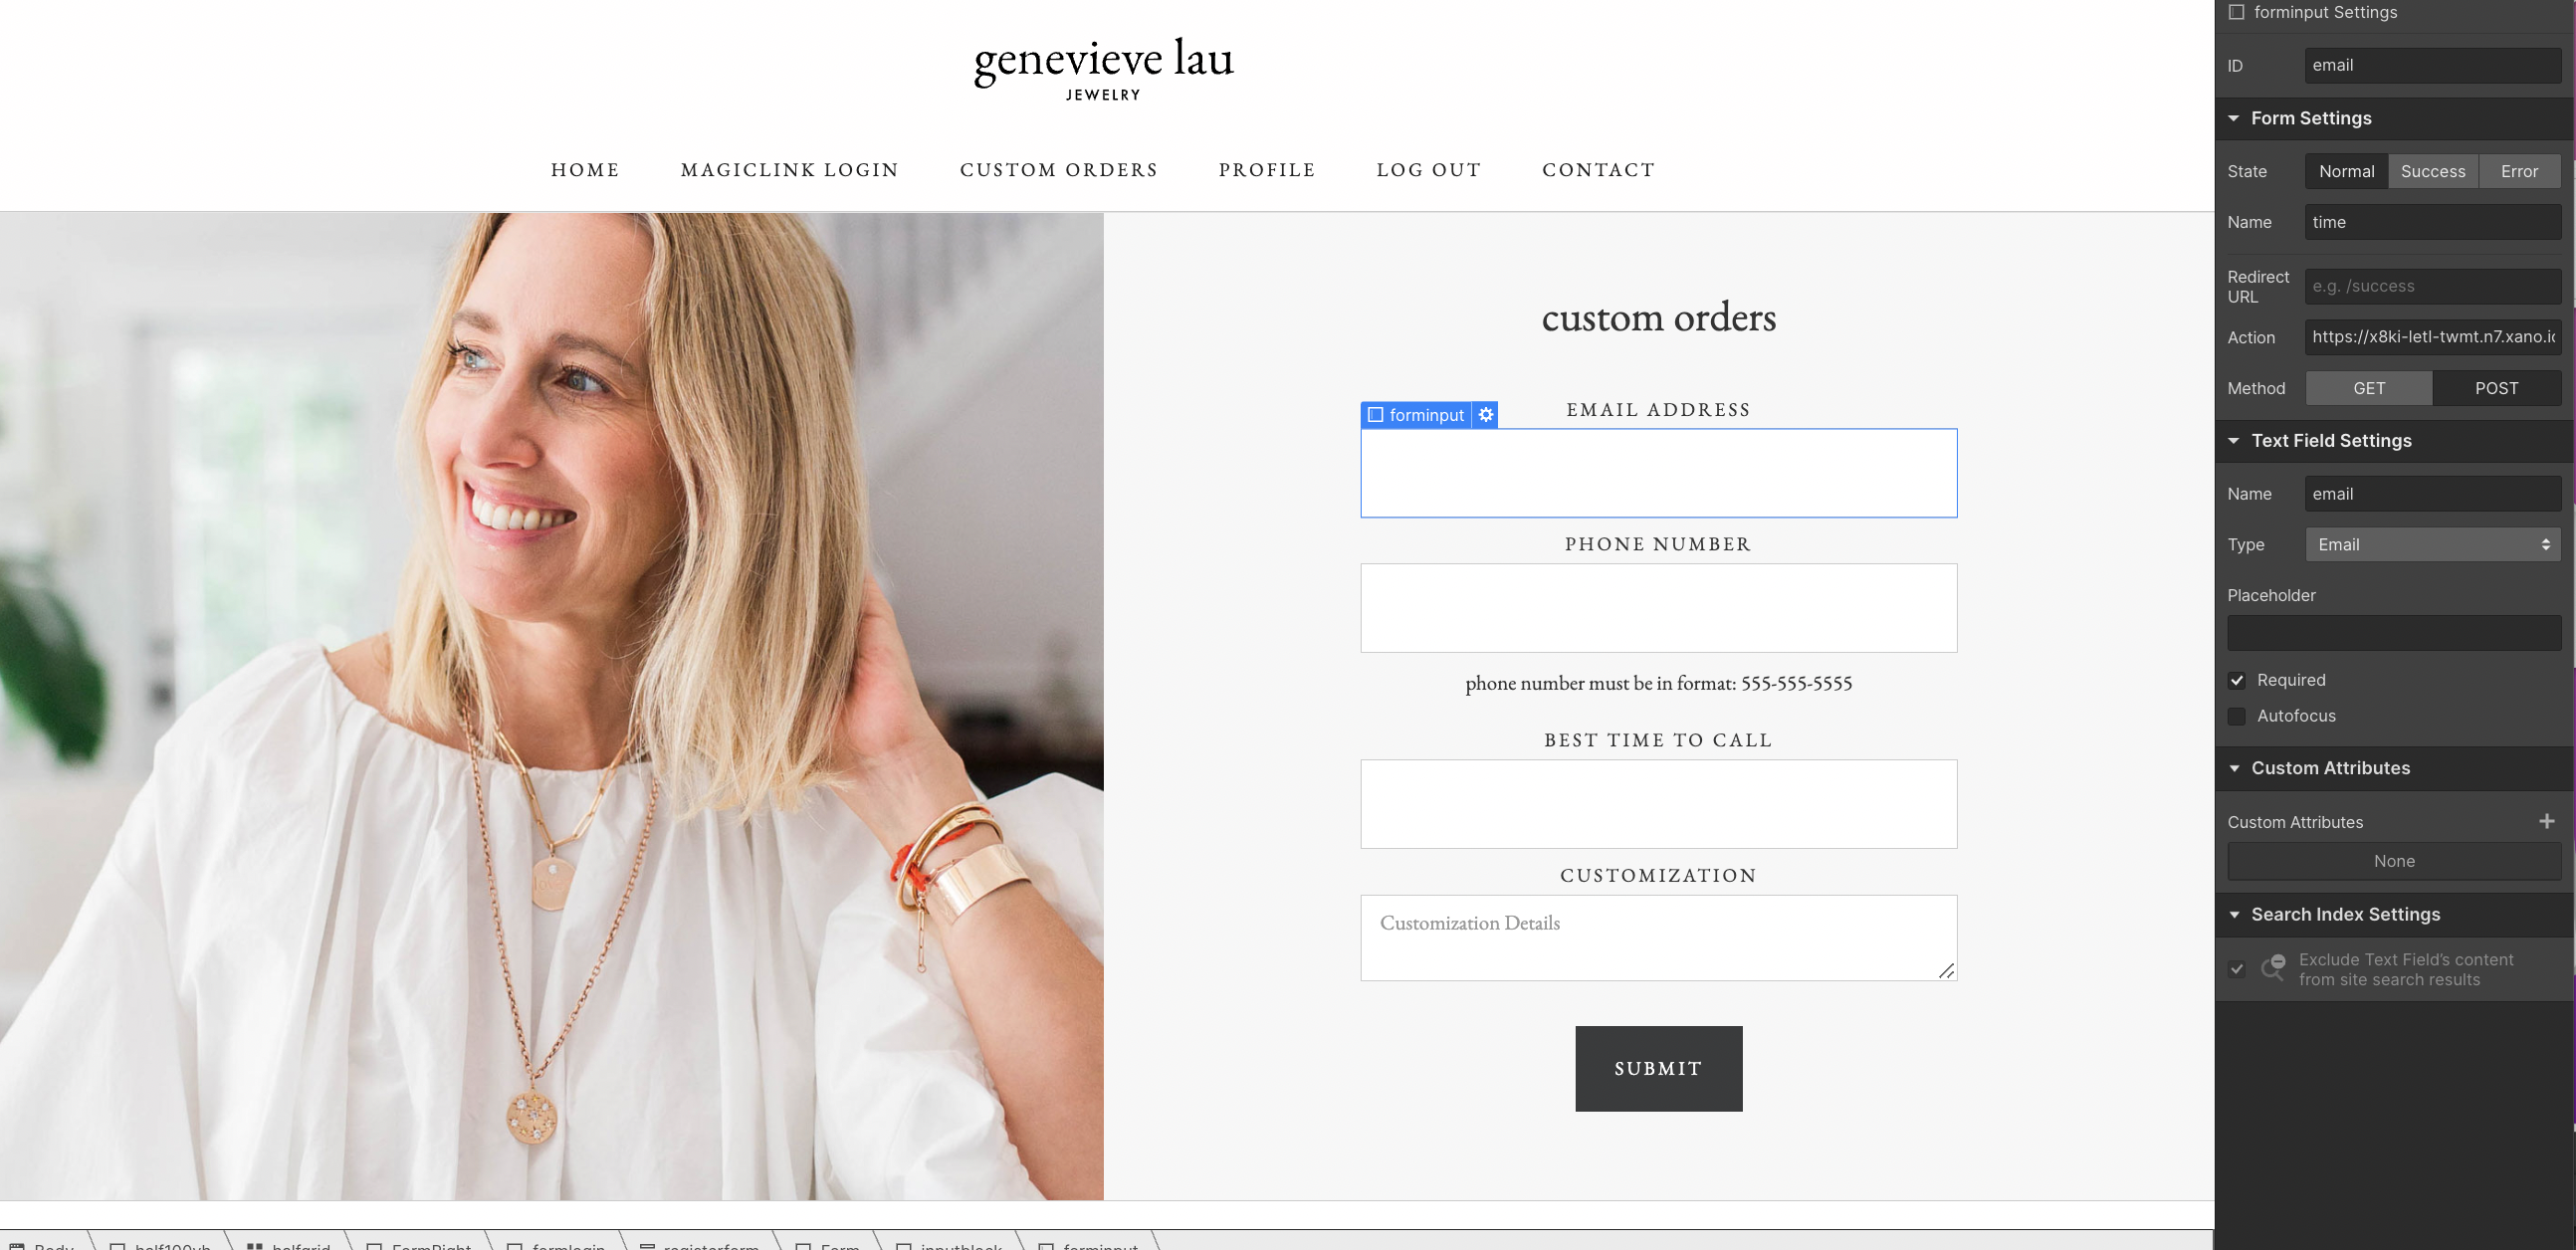 genevieve lau
JEWELRY
HOME MAGICLINK LOGIN CUSTOM ORDERS PROFILE LOG OUT CONTACT
custom orders
forminput
EMAIL ADDRESS
PHONE NUMBER
phone number must be in format: 555-555-5555
BEST TIME TO CALL
CUSTOMIZATION
Customization Details
SUBMIT
Body half100vh halfgrid FormRight formlogin registerform Form inputblock forminput
forminput Settings
ID email
Form Settings
State Normal Success Error
Name time
Redirect
URL e.g. /success
Action https://x8ki-letl-twmt.n7.xano.io
Method GET POST
Text Field Settings
Name email
Type Email
Placeholder
Required
Autofocus
Custom Attributes
Custom Attributes
None
Search Index Settings
Exclude Text Field's content
from site search results